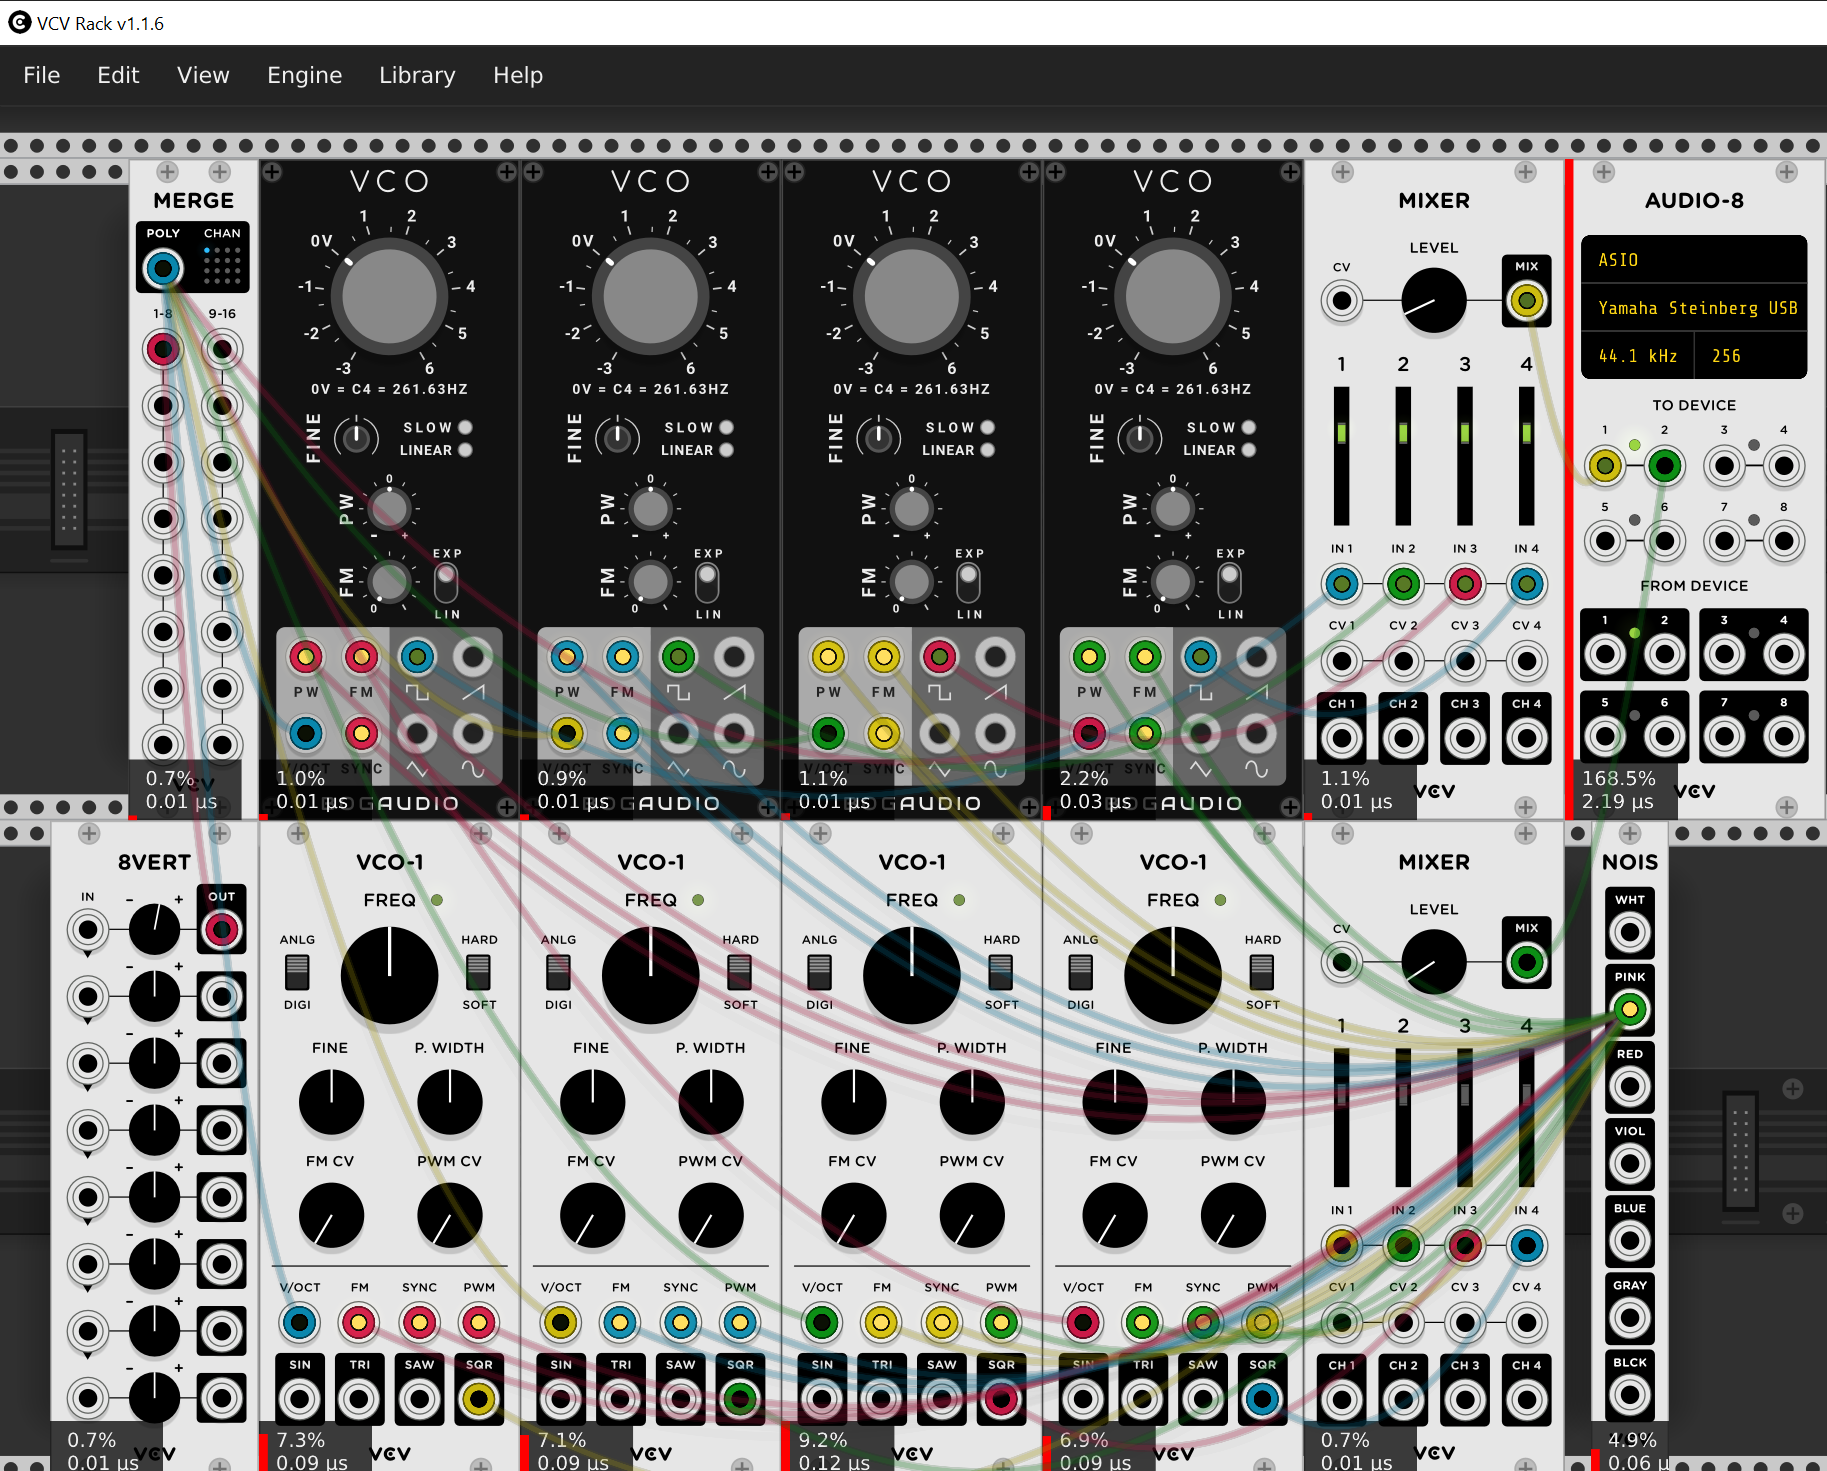 VCV Rack v1.1.6
File Edit View Engine Library Help
MERGE
POLY CHAN
1-8 9-16
0.7%
0.01 µs
VCO
0V -1 -2 -3 1 2 3 4 5 6
0V = C4 = 261.63HZ
FINE SLOW
LINEAR
PW 0 - +
FM 0 EXP
LIN
PW FM
V/OCT SYNC
1.0%
0.01 µs AUDIO
VCO
0V -1 -2 -3 1 2 3 4 5 6
0V = C4 = 261.63HZ
FINE SLOW
LINEAR
PW 0 - +
FM 0 EXP
LIN
PW FM
V/OCT SYNC
0.9%
0.01 µs AUDIO
VCO
0V -1 -2 -3 1 2 3 4 5 6
0V = C4 = 261.63HZ
FINE SLOW
LINEAR
PW 0 - +
FM 0 EXP
LIN
PW FM
V/OCT SYNC
1.1%
0.01 µs AUDIO
VCO
0V -1 -2 -3 1 2 3 4 5 6
0V = C4 = 261.63HZ
FINE SLOW
LINEAR
PW 0 - +
FM 0 EXP
LIN
PW FM
V/OCT SYNC
2.2%
0.03 µs AUDIO
MIXER
LEVEL
CV MIX
1 2 3 4
IN 1 IN 2 IN 3 IN 4
CV 1 CV 2 CV 3 CV 4
CH 1 CH 2 CH 3 CH 4
1.1%
0.01 µs VCV
AUDIO-8
ASIO
Yamaha Steinberg USB
44.1 kHz 256
TO DEVICE
1 2 3 4
5 6 7 8
FROM DEVICE
1 2 3 4
5 6 7 8
168.5%
2.19 µs VCV
8VERT
IN - + OUT
- +
- +
- +
- +
- +
- +
- +
0.7%
0.01 µs VCV
VCO-1
FREQ
ANLG HARD
DIGI SOFT
FINE P. WIDTH
FM CV PWM CV
V/OCT FM SYNC PWM
SIN TRI SAW SQR
7.3%
0.09 µs VCV
VCO-1
FREQ
ANLG HARD
DIGI SOFT
FINE P. WIDTH
FM CV PWM CV
V/OCT FM SYNC PWM
SIN TRI SAW SQR
7.1%
0.09 µs VCV
VCO-1
FREQ
ANLG HARD
DIGI SOFT
FINE P. WIDTH
FM CV PWM CV
V/OCT FM SYNC PWM
SIN TRI SAW SQR
9.2%
0.12 µs VCV
VCO-1
FREQ
ANLG HARD
DIGI SOFT
FINE P. WIDTH
FM CV PWM CV
V/OCT FM SYNC PWM
SIN TRI SAW SQR
6.9%
0.09 µs VCV
MIXER
LEVEL
CV MIX
1 2 3 4
IN 1 IN 2 IN 3 IN 4
CV 1 CV 2 CV 3 CV 4
CH 1 CH 2 CH 3 CH 4
0.7%
0.01 µs VCV
NOIS
WHT
PINK
RED
VIOL
BLUE
GRAY
BLCK
4.9%
0.06 µ